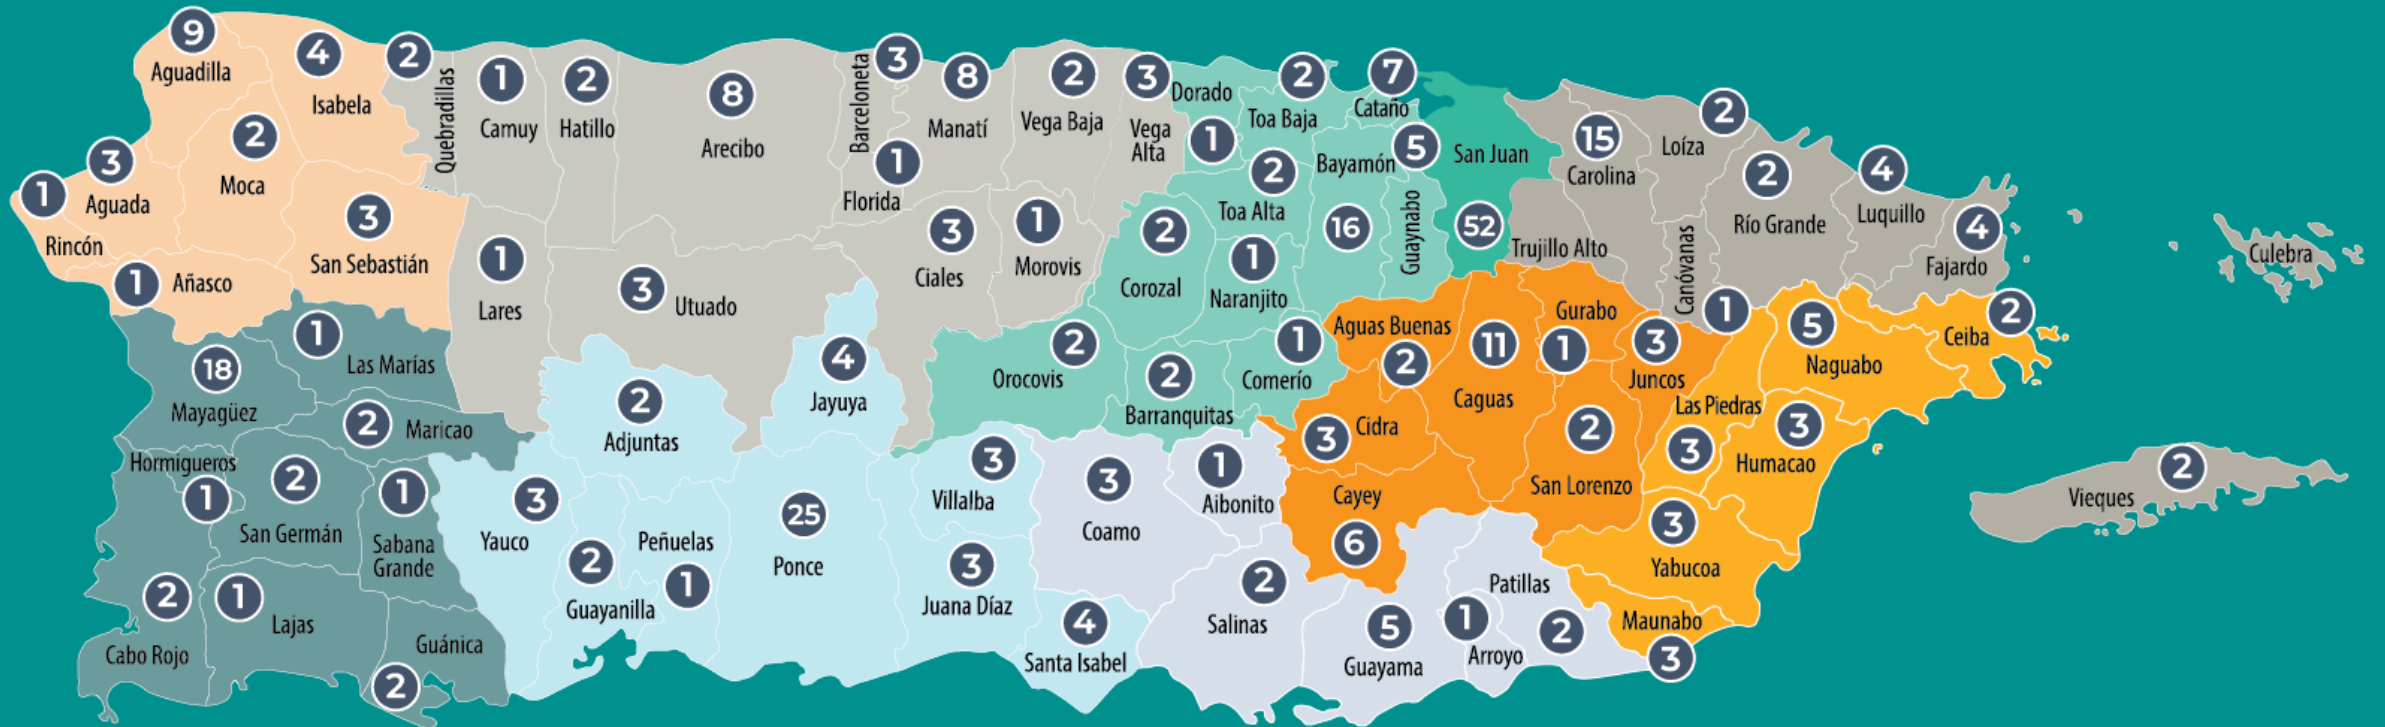 9
Aguadilla
4
Isabela
2
Quebradillas
1
Camuy
2
Hatillo
8
Arecibo
3
Barceloneta
8
Manatí
2
Vega Baja
3
Vega
Alta
Dorado
1
2
Toa Baja
7
Cataño
2
Toa Alta
Bayamón
16
5
Guaynabo
San Juan
52
15
Carolina
Trujillo Alto
2
Loíza
Canóvanas
1
2
Río Grande
4
Luquillo
4
Fajardo
Culebra
1
Rincón
3
Aguada
2
Moca
3
San Sebastián
1
Añasco
1
Lares
3
Utuado
1
Florida
3
Ciales
1
Morovis
2
Corozal
1
Naranjito
2
Orocovis
2
Barranquitas
1
Comerío
Aguas Buenas
2
11
Caguas
Gurabo
1
3
Juncos
Las Piedras
3
5
Naguabo
2
Ceiba
3
Humacao
18
Mayagüez
1
Las Marías
2
Maricao
Hormigueros
1
2
San Germán
1
Sabana
Grande
2
Cabo Rojo
1
Lajas
Guánica
2
3
Yauco
2
Adjuntas
4
Jayuya
2
Guayanilla
Peñuelas
1
25
Ponce
3
Villalba
3
Juana Díaz
3
Coamo
1
Aibonito
3
Cidra
Cayey
6
2
San Lorenzo
3
Yabucoa
Maunabo
3
4
Santa Isabel
2
Salinas
5
Guayama
1
Arroyo
Patillas
2
2
Vieques